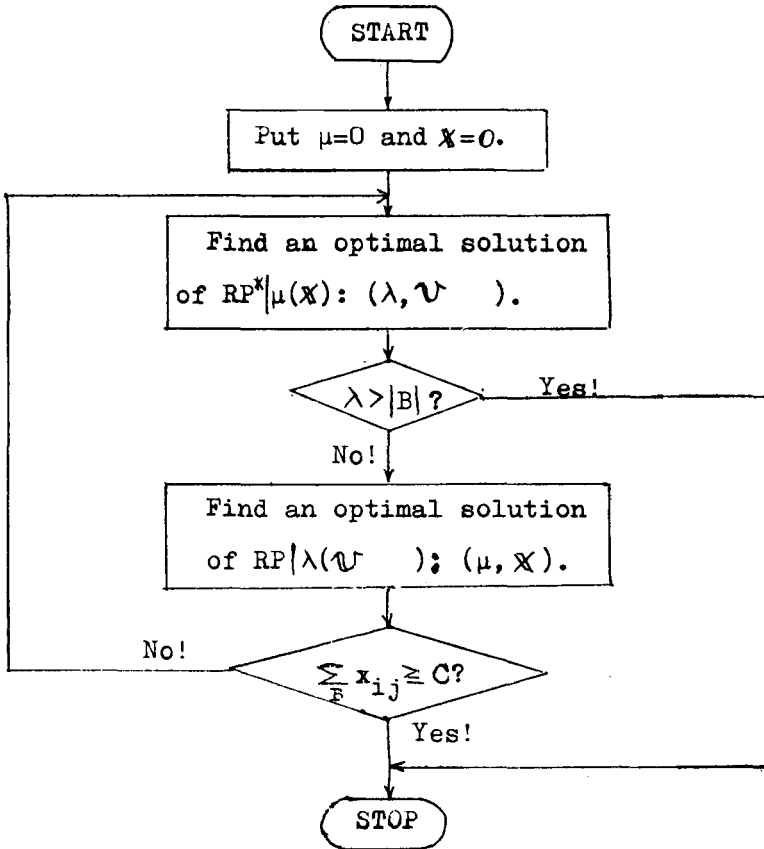 START
Put μ=0 and 𝕏=0.
Find an optimal solution
of RP*|μ(𝕏): (λ, 𝒱 ).
λ>|B|?
Yes!
No!
Find an optimal solution
of RP|λ(𝒱 ); (μ, 𝕏).
No!
∑_B x_ij ≧ C?
Yes!
STOP